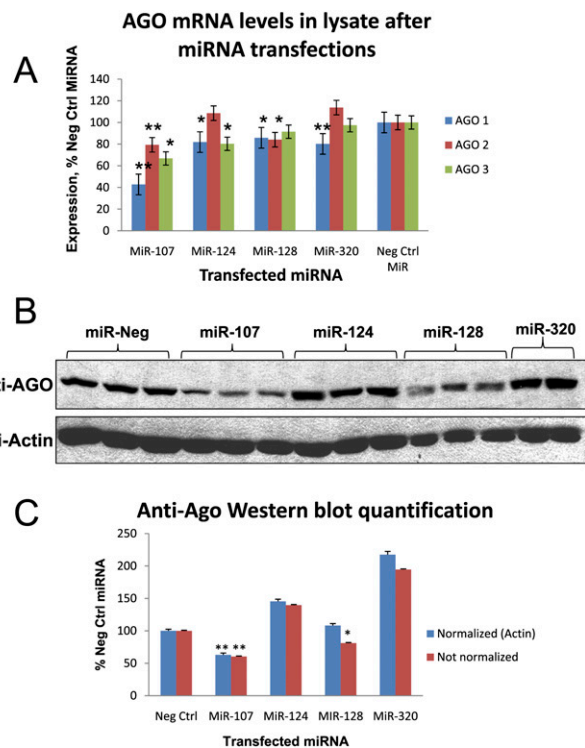 AGO mRNA levels in lysate after
miRNA transfections
A
Expression, % Neg Ctrl MiRNA
140
120
100
80
60
40
20
0
** ** * * * * * **
AGO 1
AGO 2
AGO 3
MiR-107 MiR-124 MiR-128 MiR-320 Neg Ctrl
MiR
Transfected miRNA
B
miR-Neg miR-107 miR-124 miR-128 miR-320
ti-AGO
i-Actin
C
Anti-Ago Western blot quantification
% Neg Ctrl miRNA
250
200
150
100
50
0
** ** *
Normalized (Actin)
Not normalized
Neg Ctrl MiR-107 MiR-124 MIR-128 MiR-320
Transfected miRNA